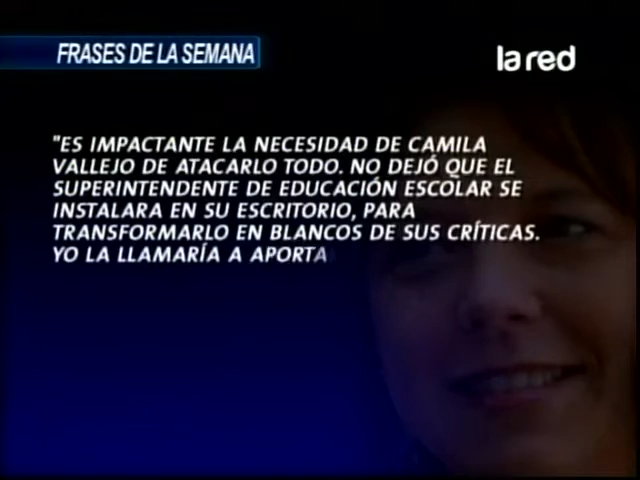 FRASES DE LA SEMANA
la red
"ES IMPACTANTE LA NECESIDAD DE CAMILA
VALLEJO DE ATACARLO TODO. NO DEJÓ QUE EL
SUPERINTENDENTE DE EDUCACIÓN ESCOLAR SE
INSTALARA EN SU ESCRITORIO, PARA
TRANSFORMARLO EN BLANCOS DE SUS CRÍTICAS.
YO LA LLAMARÍA A APORTA